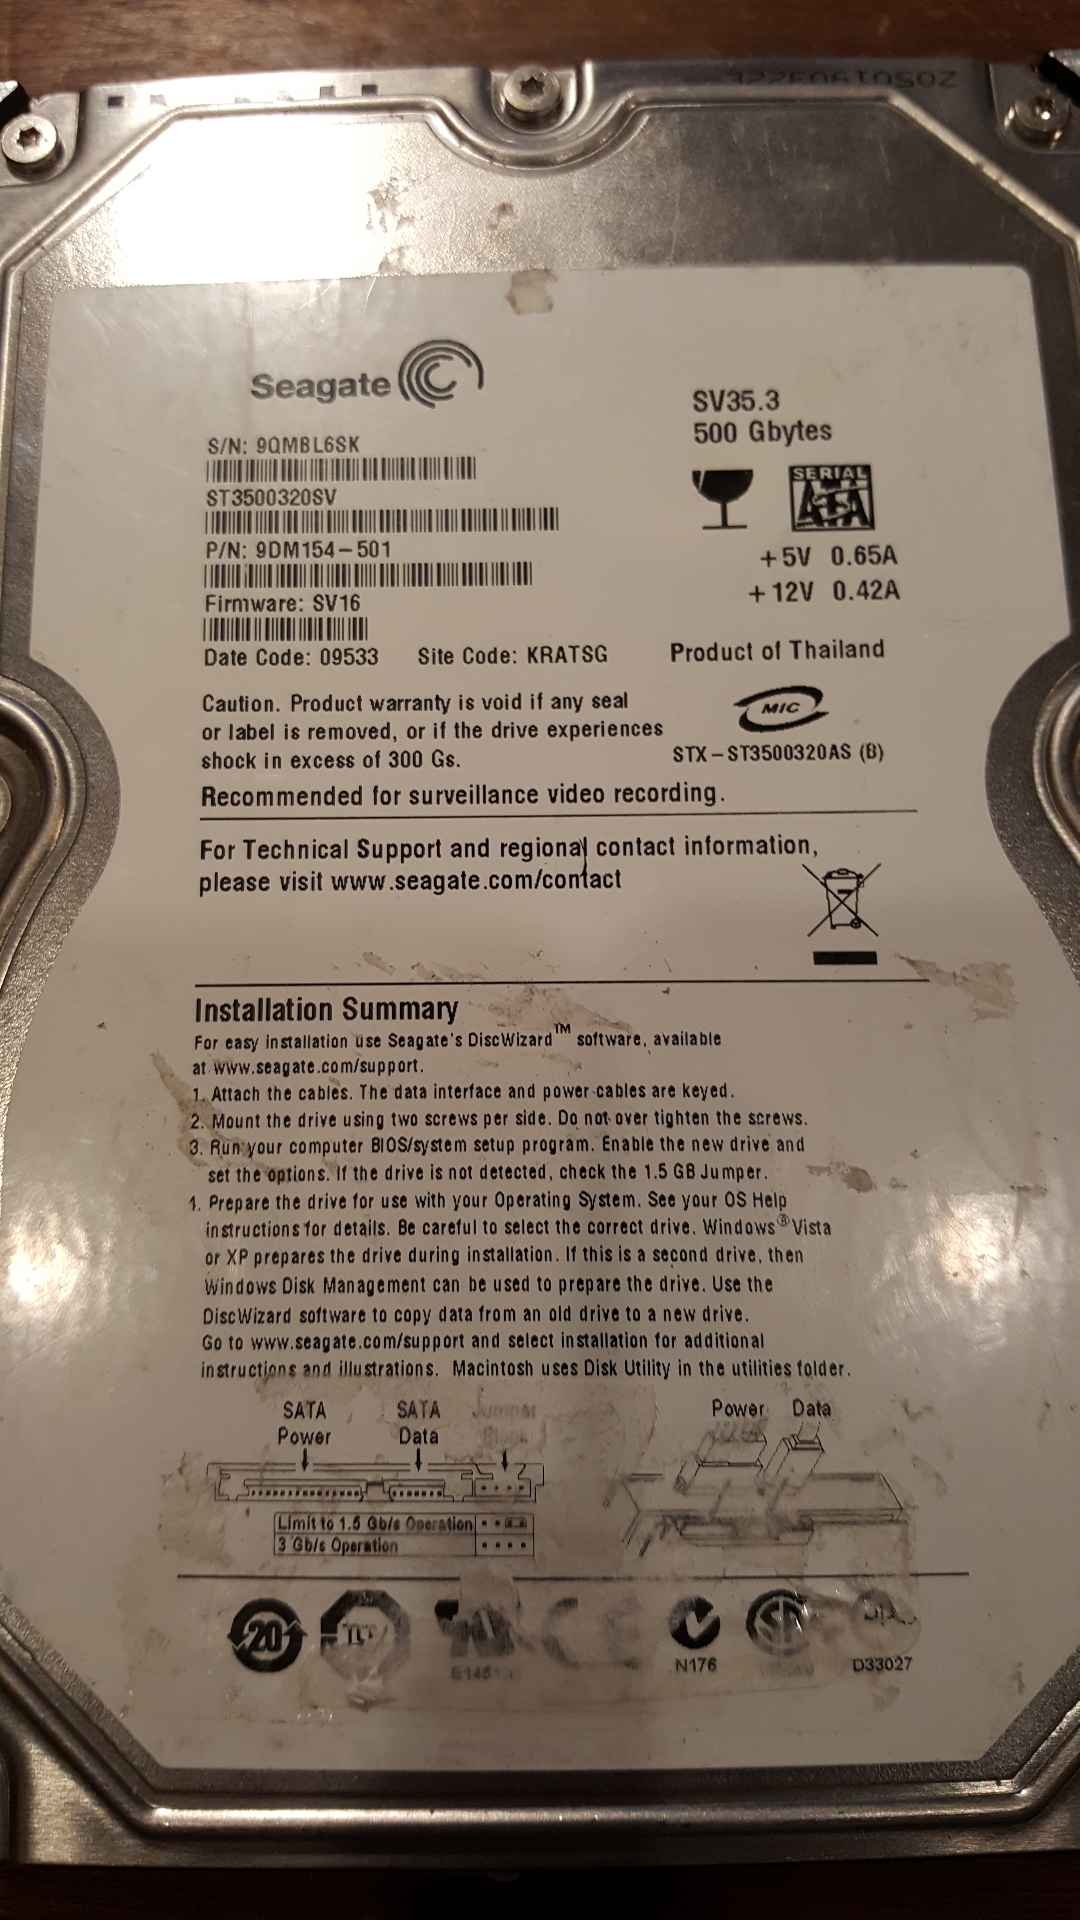 Seagate
SV35.3
500 Gbytes
S/N: 9QMBL6SK
ST3500320SV
SERIAL
ATA
P/N: 9DM154-501
+5V 0.65A
Firmware: SV16
+12V 0.42A
Date Code: 09533 Site Code: KRATSG Product of Thailand
Caution. Product warranty is void if any seal
or label is removed, or if the drive experiences
shock in excess of 300 Gs.
MIC
STX-ST3500320AS (B)
Recommended for surveillance video recording.
For Technical Support and regional contact information,
please visit www.seagate.com/contact
Installation Summary
For easy installation use Seagate's DiscWizard™ software, available
at www.seagate.com/support.
1. Attach the cables. The data interface and power cables are keyed.
2. Mount the drive using two screws per side. Do not over tighten the screws.
3. Run your computer BIOS/system setup program. Enable the new drive and
set the options. If the drive is not detected, check the 1.5 GB Jumper.
1. Prepare the drive for use with your Operating System. See your OS Help
instructions for details. Be careful to select the correct drive. Windows® Vista
or XP prepares the drive during installation. If this is a second drive, then
Windows Disk Management can be used to prepare the drive. Use the
DiscWizard software to copy data from an old drive to a new drive.
Go to www.seagate.com/support and select installation for additional
instructions and illustrations. Macintosh uses Disk Utility in the utilities folder.
SATA Power
SATA Data
Jumper
Power Data
Limit to 1.5 Gb/s Operation
3 Gb/s Operation
20
CE
N176
D33027